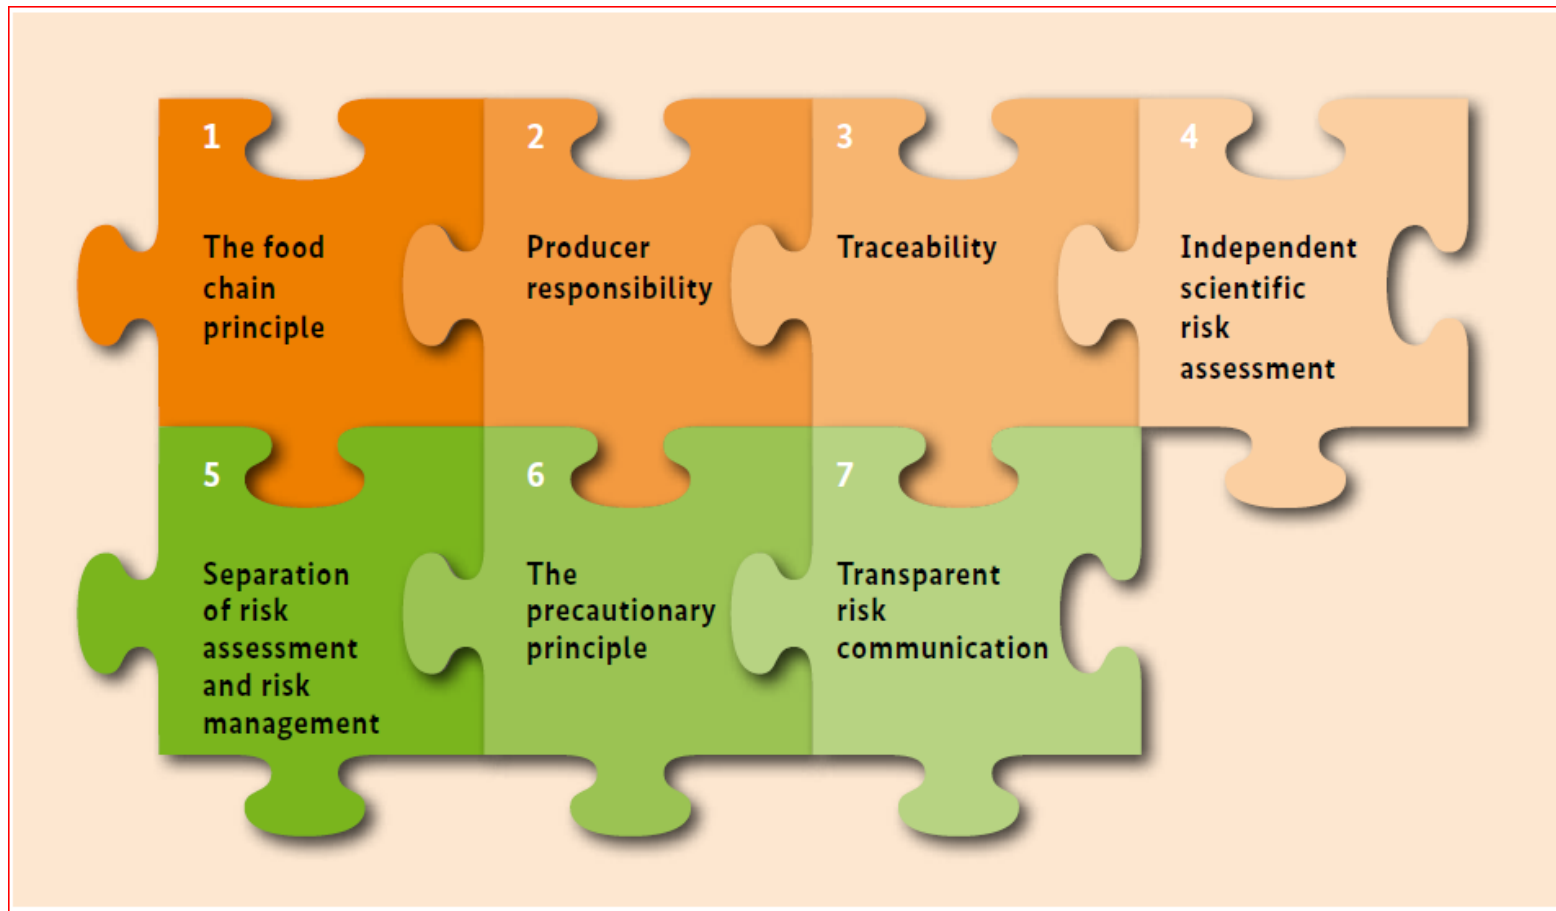 1
The food
chain
principle
2
Producer
responsibility
3
Traceability
4
Independent
scientific
risk
assessment
5
Separation
of risk
assessment
and risk
management
6
The
precautionary
principle
7
Transparent
risk
communication